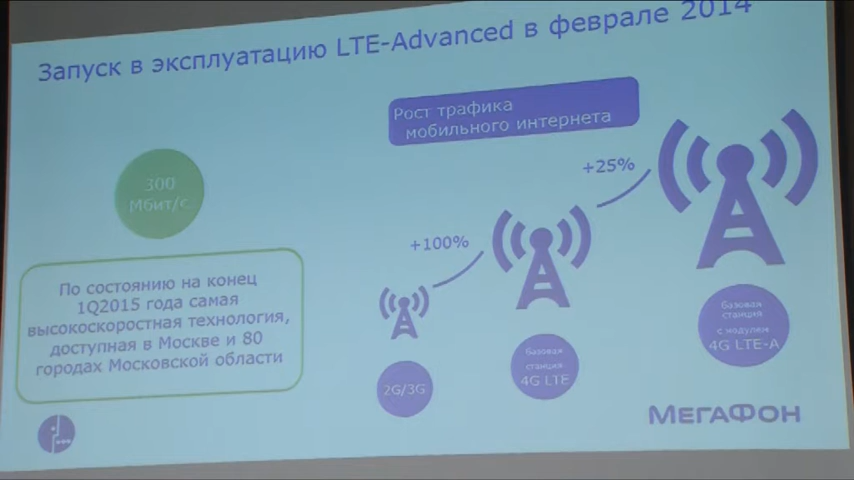 Запуск в эксплуатацию LTE-Advanced в феврале 2014
Рост трафика
мобильного интернета
300
Мбит/с
+100%
+25%
По состоянию на конец
1Q2015 года самая
высокоскоростная технология,
доступная в Москве и 80
городах Московской области
2G/3G
базовая
станция
4G LTE
базовая
станция
с модулем
4G LTE-A
МЕГАФОН